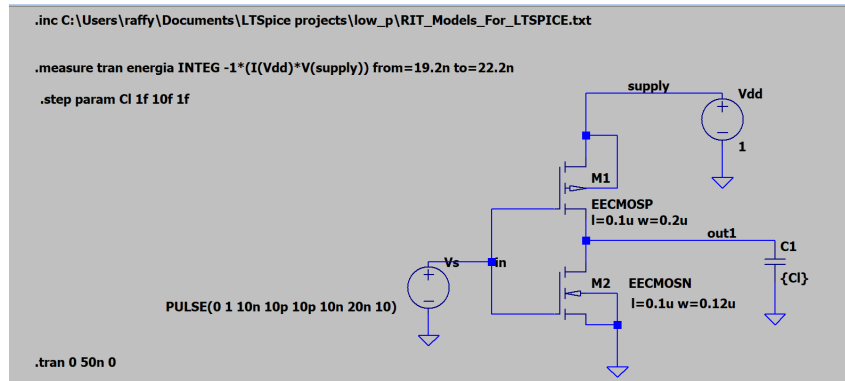 .inc C:\Users\raffy\Documents\LTSpice projects\low_p\RIT_Models_For_LTSPICE.txt
.measure tran energia INTEG -1*(I(Vdd)*V(supply)) from=19.2n to=22.2n
.step param Cl 1f 10f 1f
supply
Vdd
1
M1
EECMOSP
l=0.1u w=0.2u
out1
C1
{Cl}
Vs
in
M2
EECMOSN
l=0.1u w=0.12u
PULSE(0 1 10n 10p 10p 10n 20n 10)
.tran 0 50n 0